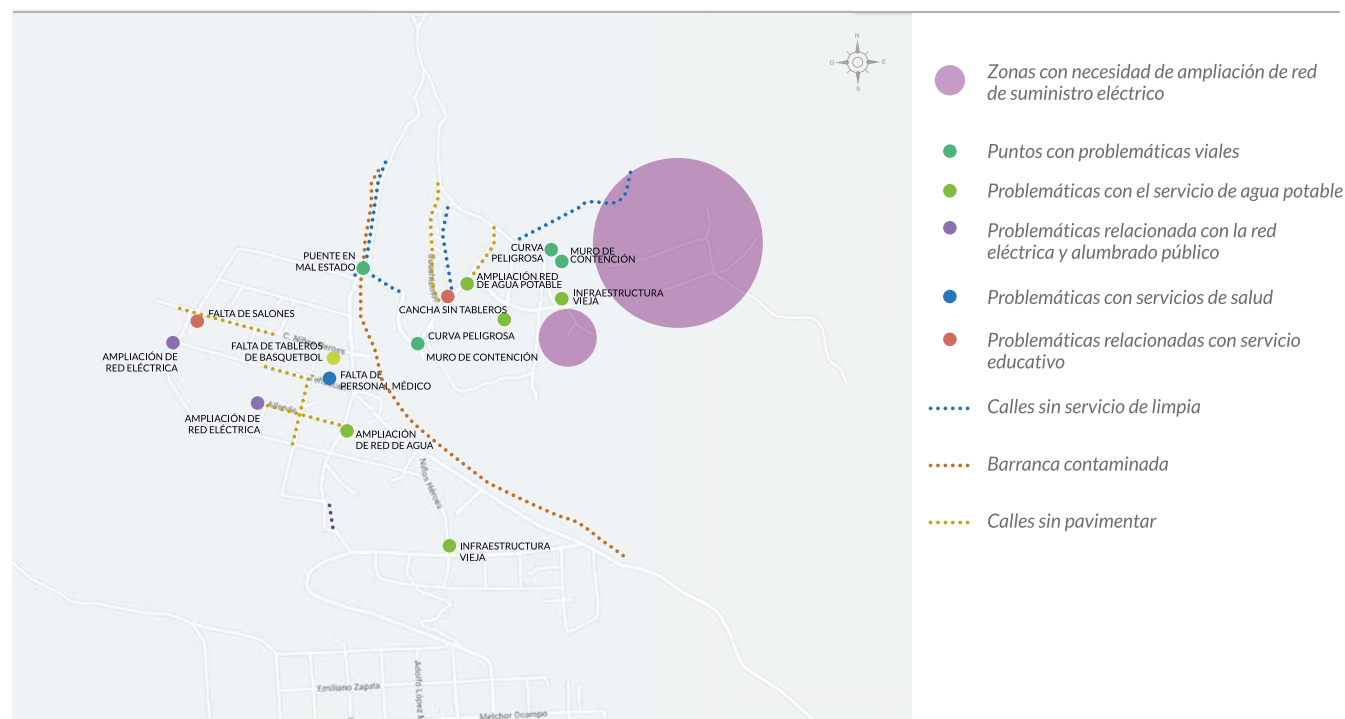 N
O
E
S
PUENTE EN
MAL ESTADO
CURVA
PELIGROSA
MURO DE
CONTENCIÓN
AMPLIACIÓN RED
DE AGUA POTABLE
INFRAESTRUCTURA
VIEJA
CANCHA SIN TABLEROS
FALTA DE SALONES
CURVA PELIGROSA
MURO DE CONTENCIÓN
FALTA DE TABLEROS
DE BASQUETBOL
AMPLIACIÓN DE
RED ELÉCTRICA
FALTA DE
PERSONAL MÉDICO
Allende
AMPLIACIÓN DE
RED ELÉCTRICA
AMPLIACIÓN
DE RED DE AGUA
Niños Héroes
INFRAESTRUCTURA
VIEJA
Emiliano Zapata
Adolfo López M
Melchor Ocampo
Zonas con necesidad de ampliación de red
de suministro eléctrico
Puntos con problemáticas viales
Problemáticas con el servicio de agua potable
Problemáticas relacionada con la red
eléctrica y alumbrado público
Problemáticas con servicios de salud
Problemáticas relacionadas con servicio
educativo
Calles sin servicio de limpia
Barranca contaminada
Calles sin pavimentar